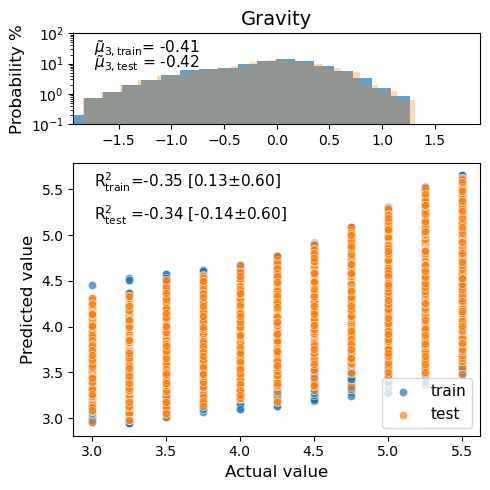 Gravity
Probability %
10²
10¹
10⁰
10⁻¹
μ̃₃,train= -0.41
μ̃₃,test = -0.42
−1.5 −1.0 −0.5 0.0 0.5 1.0 1.5
R²train=-0.35 [0.13±0.60]
R²test =-0.34 [-0.14±0.60]
Predicted value
5.5
5.0
4.5
4.0
3.5
3.0
train
test
3.0 3.5 4.0 4.5 5.0 5.5
Actual value